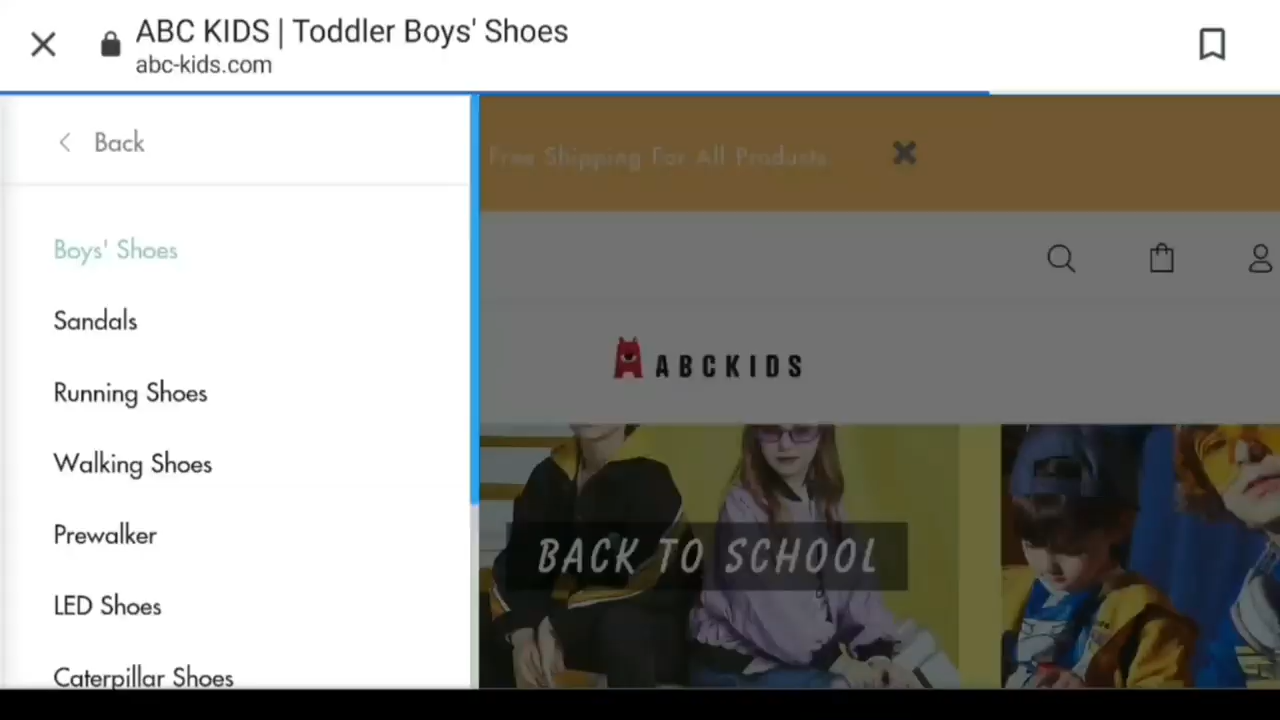 ABC KIDS | Toddler Boys' Shoes
abc-kids.com
Back
Free Shipping For All Products
Boys' Shoes
Sandals
Running Shoes
Walking Shoes
Prewalker
LED Shoes
Caterpillar Shoes
ABCKIDS
BACK TO SCHOOL